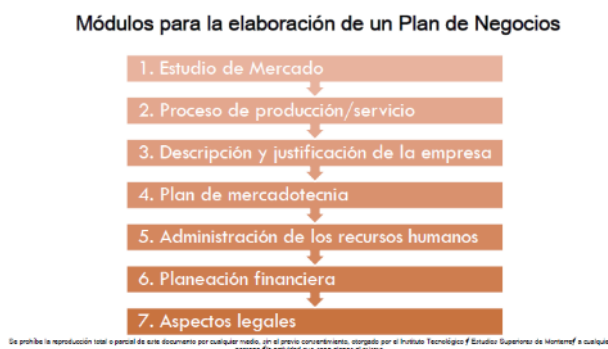 Módulos para la elaboración de un Plan de Negocios
1. Estudio de Mercado
2. Proceso de producción/servicio
3. Descripción y justificación de la empresa
4. Plan de mercadotecnia
5. Administración de los recursos humanos
6. Planeación financiera
7. Aspectos legales
Se prohíbe la reproducción total o parcial de este documento por cualquier medio, sin el previo consentimiento, otorgado por el Instituto Tecnológico y Estudios Superiores de Monterrey a cualquier